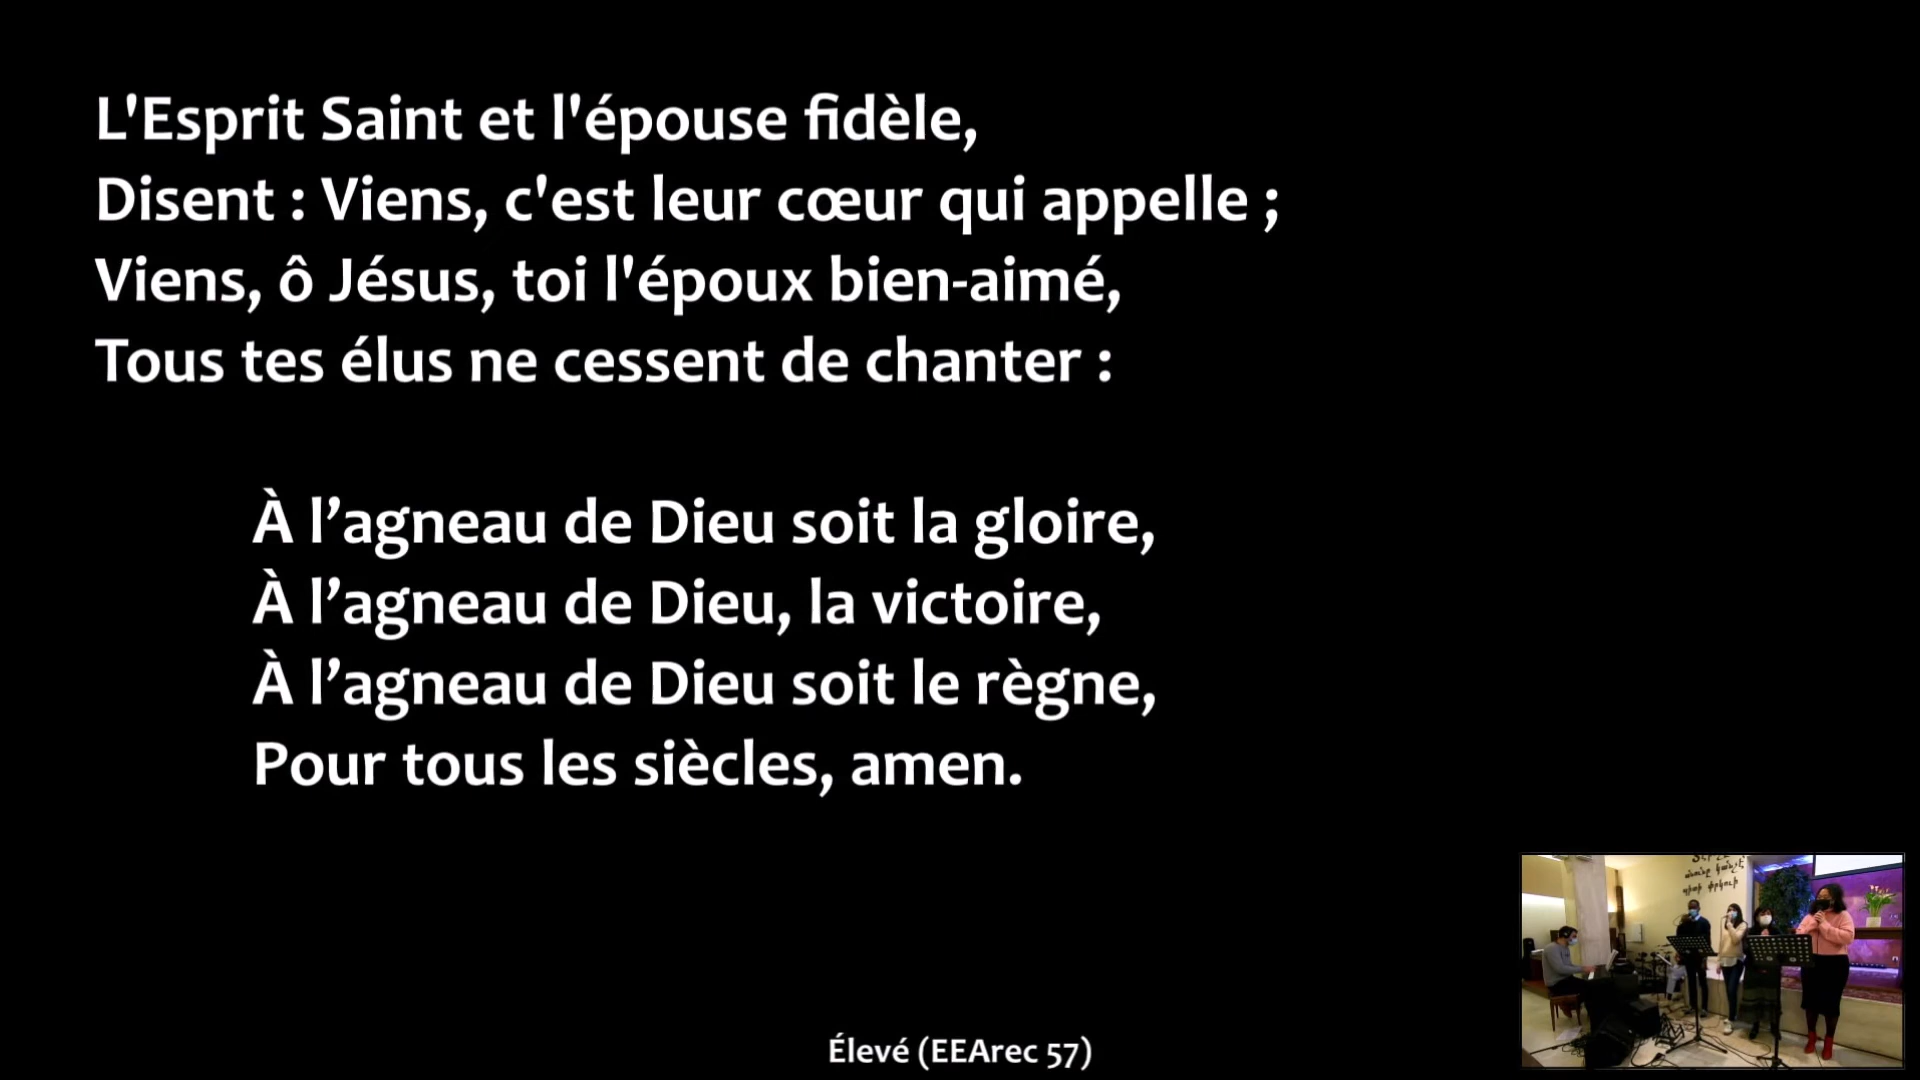 L'Esprit Saint et l'épouse fidèle,
Disent : Viens, c'est leur cœur qui appelle ;
Viens, ô Jésus, toi l'époux bien-aimé,
Tous tes élus ne cessent de chanter :
À l’agneau de Dieu soit la gloire,
À l’agneau de Dieu, la victoire,
À l’agneau de Dieu soit le règne,
Pour tous les siècles, amen.
Élevé (EEArec 57)